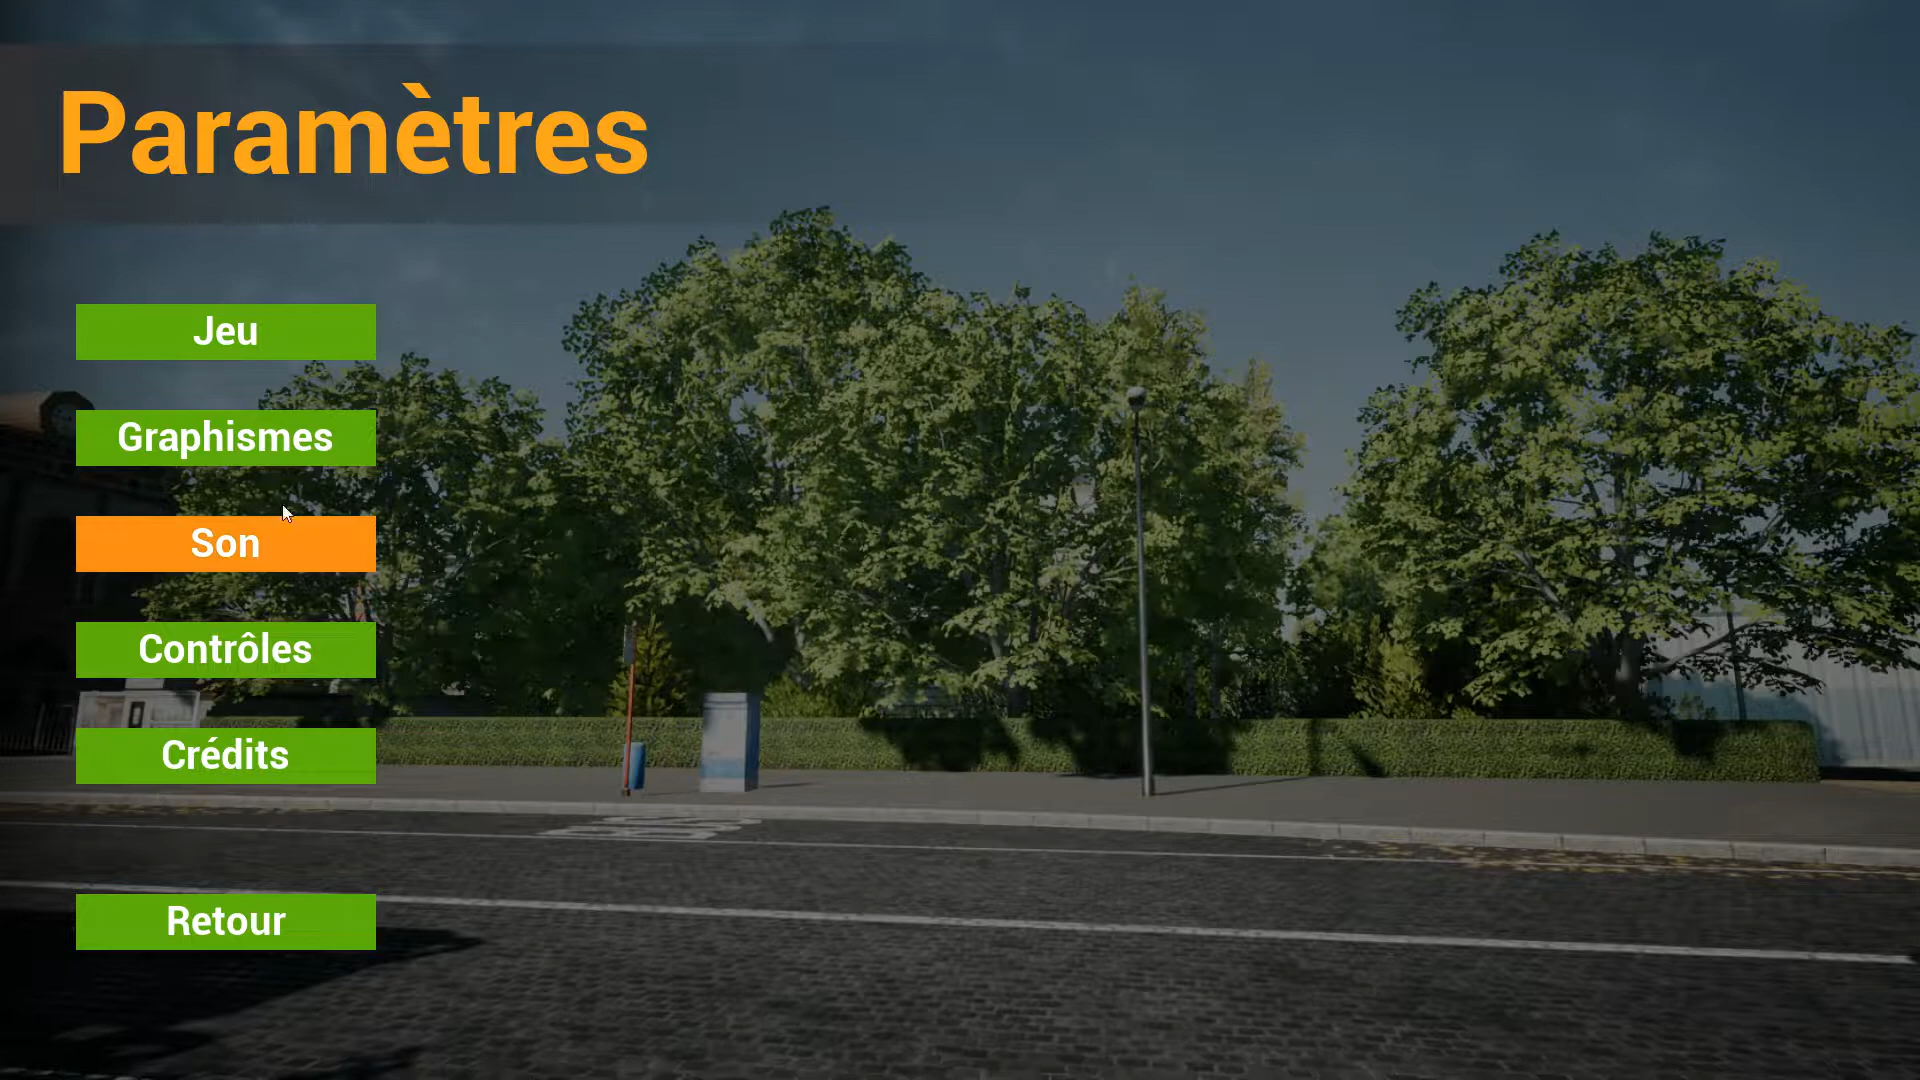 Paramètres
Jeu
Graphismes
Son
Contrôles
Crédits
Retour